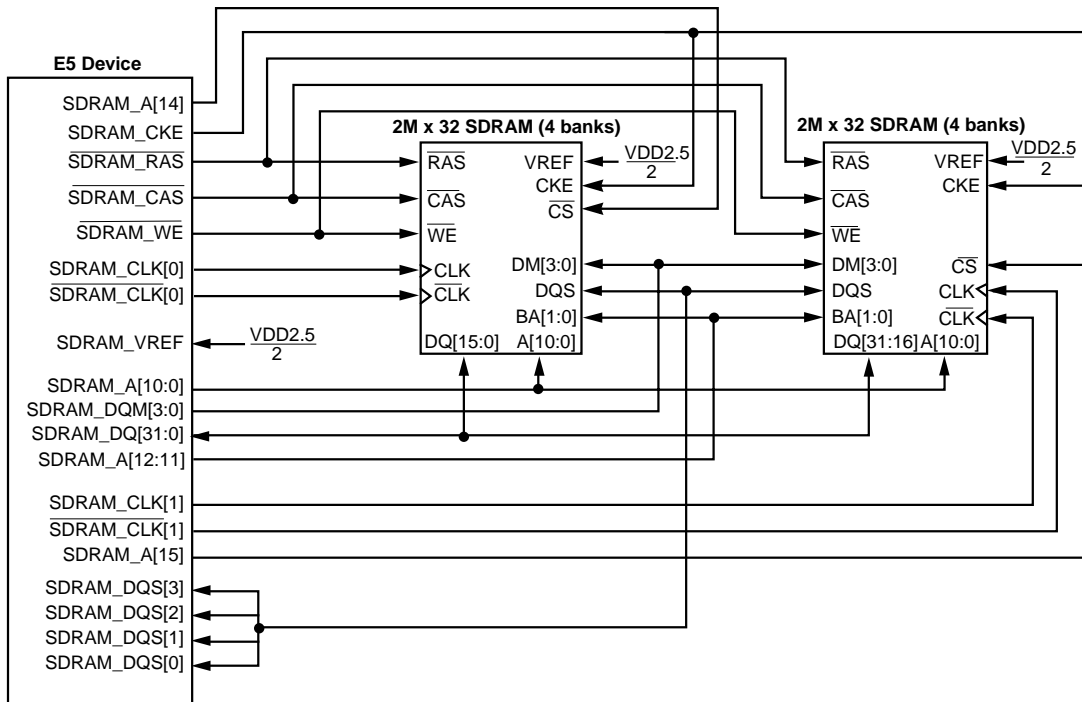 E5 Device
SDRAM_A[14]
SDRAM_CKE
SDRAM_RAS
SDRAM_CAS
SDRAM_WE
SDRAM_CLK[0]
SDRAM_CLK[0]
SDRAM_VREF
VDD2.5
2
SDRAM_A[10:0]
SDRAM_DQM[3:0]
SDRAM_DQ[31:0]
SDRAM_A[12:11]
SDRAM_CLK[1]
SDRAM_CLK[1]
SDRAM_A[15]
SDRAM_DQS[3]
SDRAM_DQS[2]
SDRAM_DQS[1]
SDRAM_DQS[0]
2M x 32 SDRAM (4 banks)
RAS
VREF
VDD2.5
2
CKE
CAS
CS
WE
CLK
DM[3:0]
CLK
DQS
BA[1:0]
DQ[15:0] A[10:0]
2M x 32 SDRAM (4 banks)
RAS
VREF
VDD2.5
2
CKE
CAS
WE
DM[3:0]
CS
DQS
CLK
BA[1:0]
CLK
DQ[31:16] A[10:0]